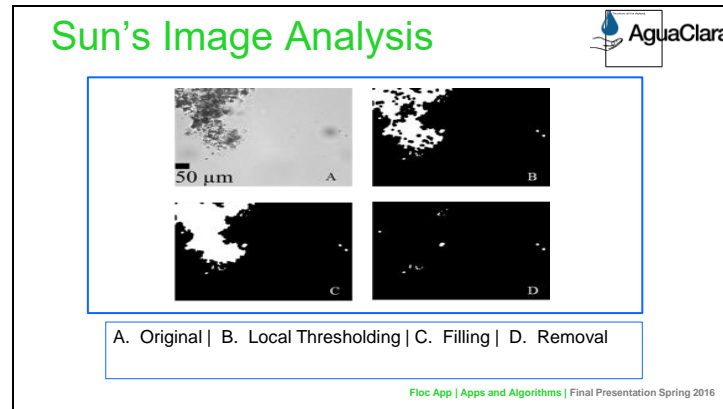 Sun's Image Analysis
AguaClara
50 µm
A
B
C
D
A. Original | B. Local Thresholding | C. Filling | D. Removal
Floc App | Apps and Algorithms | Final Presentation Spring 2016